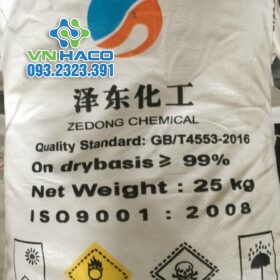 VNHACO
093.2323.391
泽东化工
ZEDONG CHEMICAL
Quality Standard: GB/T4553-2016
On drybasis≥ 99%
Net Weight : 25 kg
ISO9001 : 2008